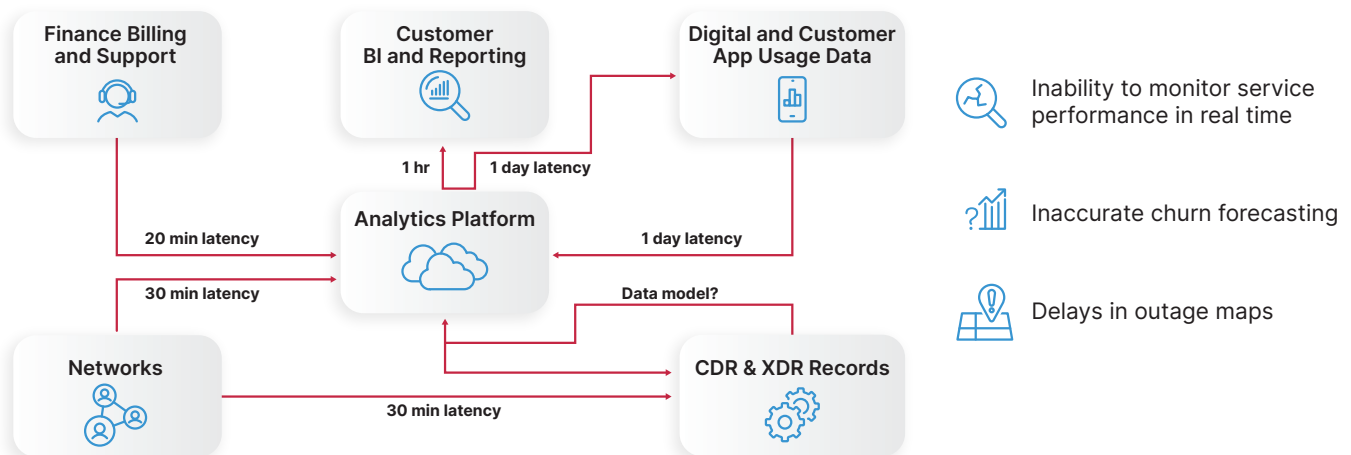 Finance Billing
and Support
Customer
BI and Reporting
Digital and Customer
App Usage Data
Inability to monitor service
performance in real time
1 hr
1 day latency
Analytics Platform
Inaccurate churn forecasting
20 min latency
1 day latency
30 min latency
Data model?
Delays in outage maps
Networks
CDR & XDR Records
30 min latency